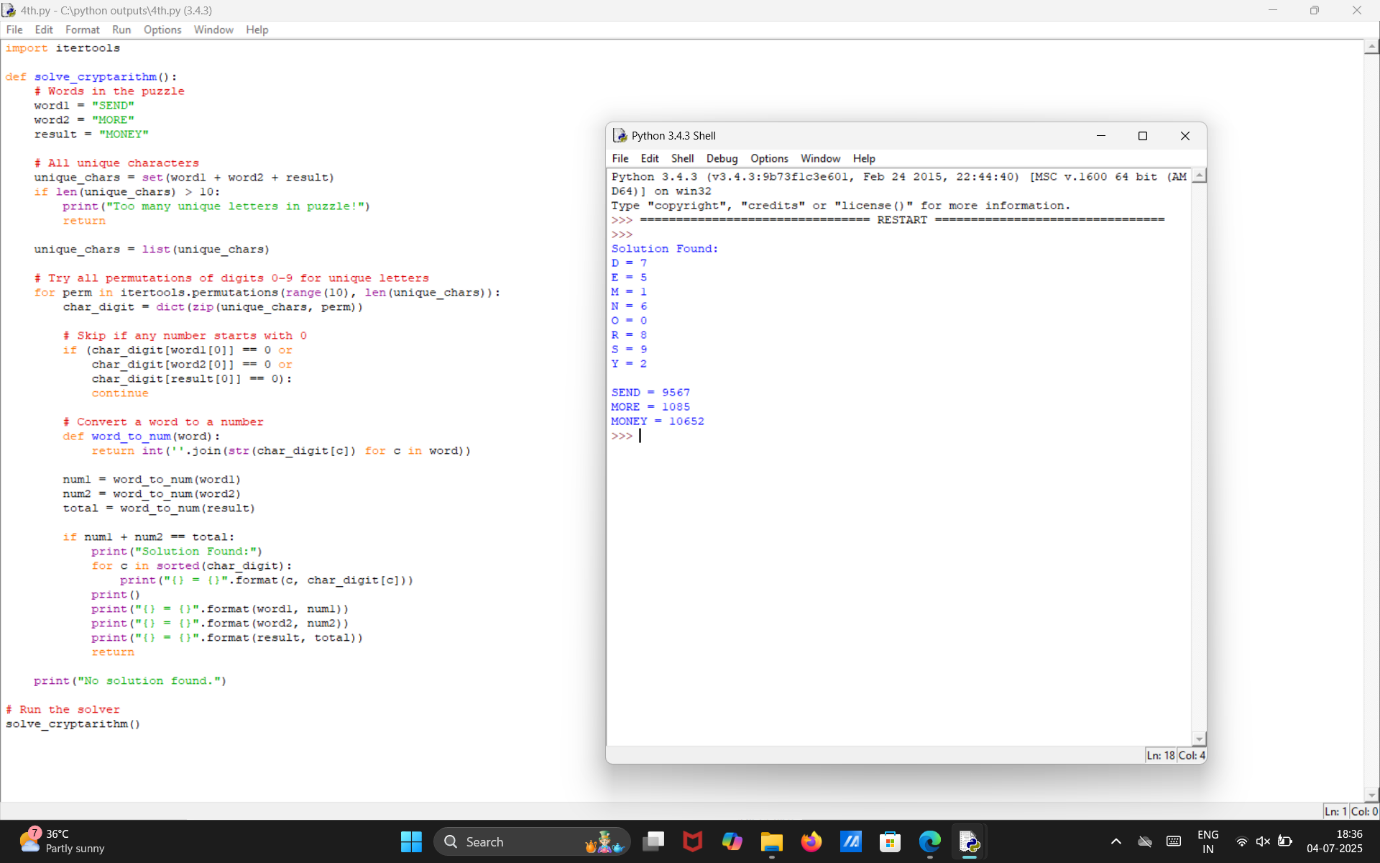 4th.py - C:\python outputs\4th.py (3.4.3)
File Edit Format Run Options Window Help
import itertools

def solve_cryptarithm():
    # Words in the puzzle
    word1 = "SEND"
    word2 = "MORE"
    result = "MONEY"

    # All unique characters
    unique_chars = set(word1 + word2 + result)
    if len(unique_chars) > 10:
        print("Too many unique letters in puzzle!")
        return

    unique_chars = list(unique_chars)

    # Try all permutations of digits 0-9 for unique letters
    for perm in itertools.permutations(range(10), len(unique_chars)):
        char_digit = dict(zip(unique_chars, perm))

        # Skip if any number starts with 0
        if (char_digit[word1[0]] == 0 or
            char_digit[word2[0]] == 0 or
            char_digit[result[0]] == 0):
            continue

        # Convert a word to a number
        def word_to_num(word):
            return int(''.join(str(char_digit[c]) for c in word))

        num1 = word_to_num(word1)
        num2 = word_to_num(word2)
        total = word_to_num(result)

        if num1 + num2 == total:
            print("Solution Found:")
            for c in sorted(char_digit):
                print("{} = {}".format(c, char_digit[c]))
            print()
            print("{} = {}".format(word1, num1))
            print("{} = {}".format(word2, num2))
            print("{} = {}".format(result, total))
            return

    print("No solution found.")

# Run the solver
solve_cryptarithm()
Python 3.4.3 Shell
File Edit Shell Debug Options Window Help
Python 3.4.3 (v3.4.3:9b73f1c3e601, Feb 24 2015, 22:44:40) [MSC v.1600 64 bit (AM
D64)] on win32
Type "copyright", "credits" or "license()" for more information.
>>> ================================ RESTART ================================
>>>
Solution Found:
D = 7
E = 5
M = 1
N = 6
O = 0
R = 8
S = 9
Y = 2

SEND = 9567
MORE = 1085
MONEY = 10652
>>>
Ln: 18 Col: 4
Ln: 1 Col: 0
7
36°C
Partly sunny
Search
ENG
IN
18:36
04-07-2025